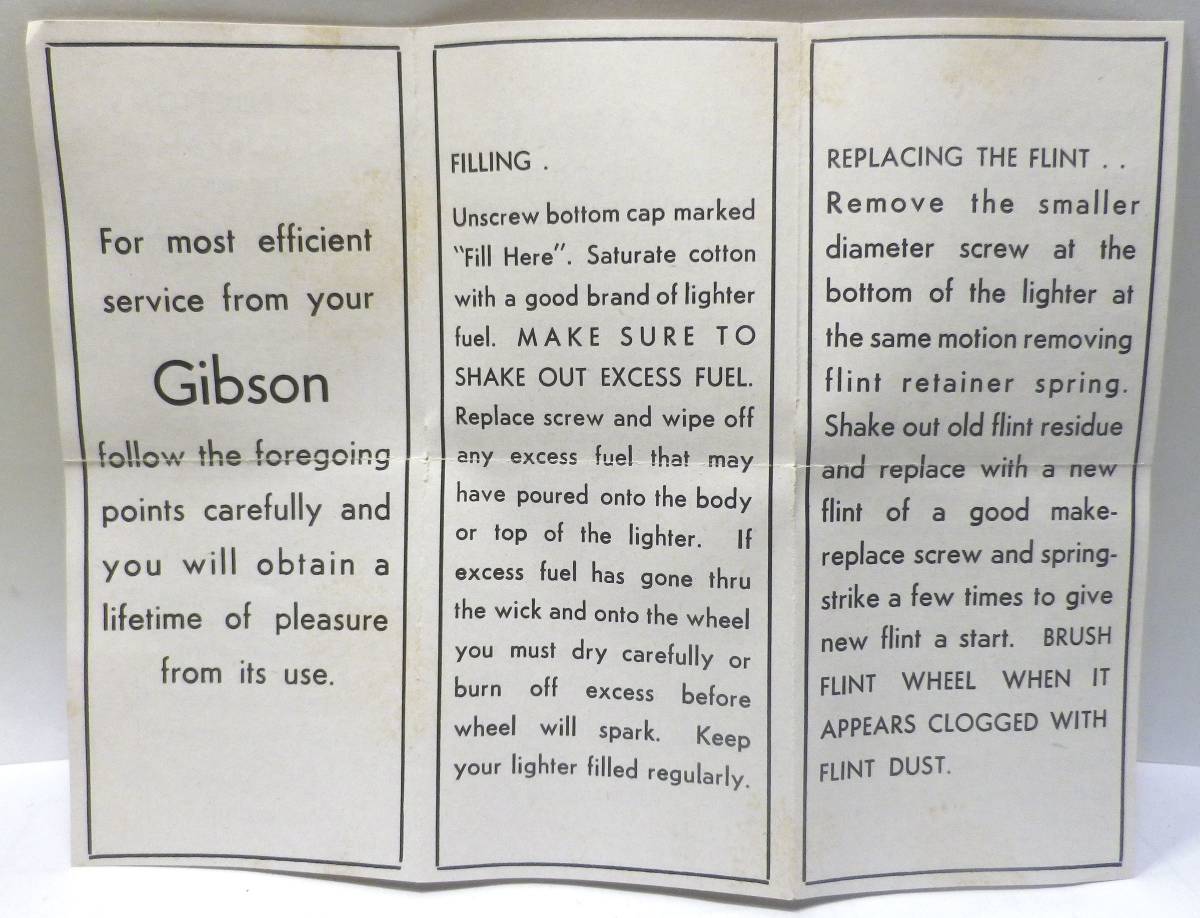 For most efficient
service from your
Gibson
follow the foregoing
points carefully and
you will obtain a
lifetime of pleasure
from its use.
FILLING .
Unscrew bottom cap marked
"Fill Here". Saturate cotton
with a good brand of lighter
fuel. MAKE SURE TO
SHAKE OUT EXCESS FUEL.
Replace screw and wipe off
any excess fuel that may
have poured onto the body
or top of the lighter. If
excess fuel has gone thru
the wick and onto the wheel
you must dry carefully or
burn off excess before
wheel will spark. Keep
your lighter filled regularly.
REPLACING THE FLINT . .
Remove the smaller
diameter screw at the
bottom of the lighter at
the same motion removing
flint retainer spring.
Shake out old flint residue
and replace with a new
flint of a good make-
replace screw and spring-
strike a few times to give
new flint a start. BRUSH
FLINT WHEEL WHEN IT
APPEARS CLOGGED WITH
FLINT DUST.